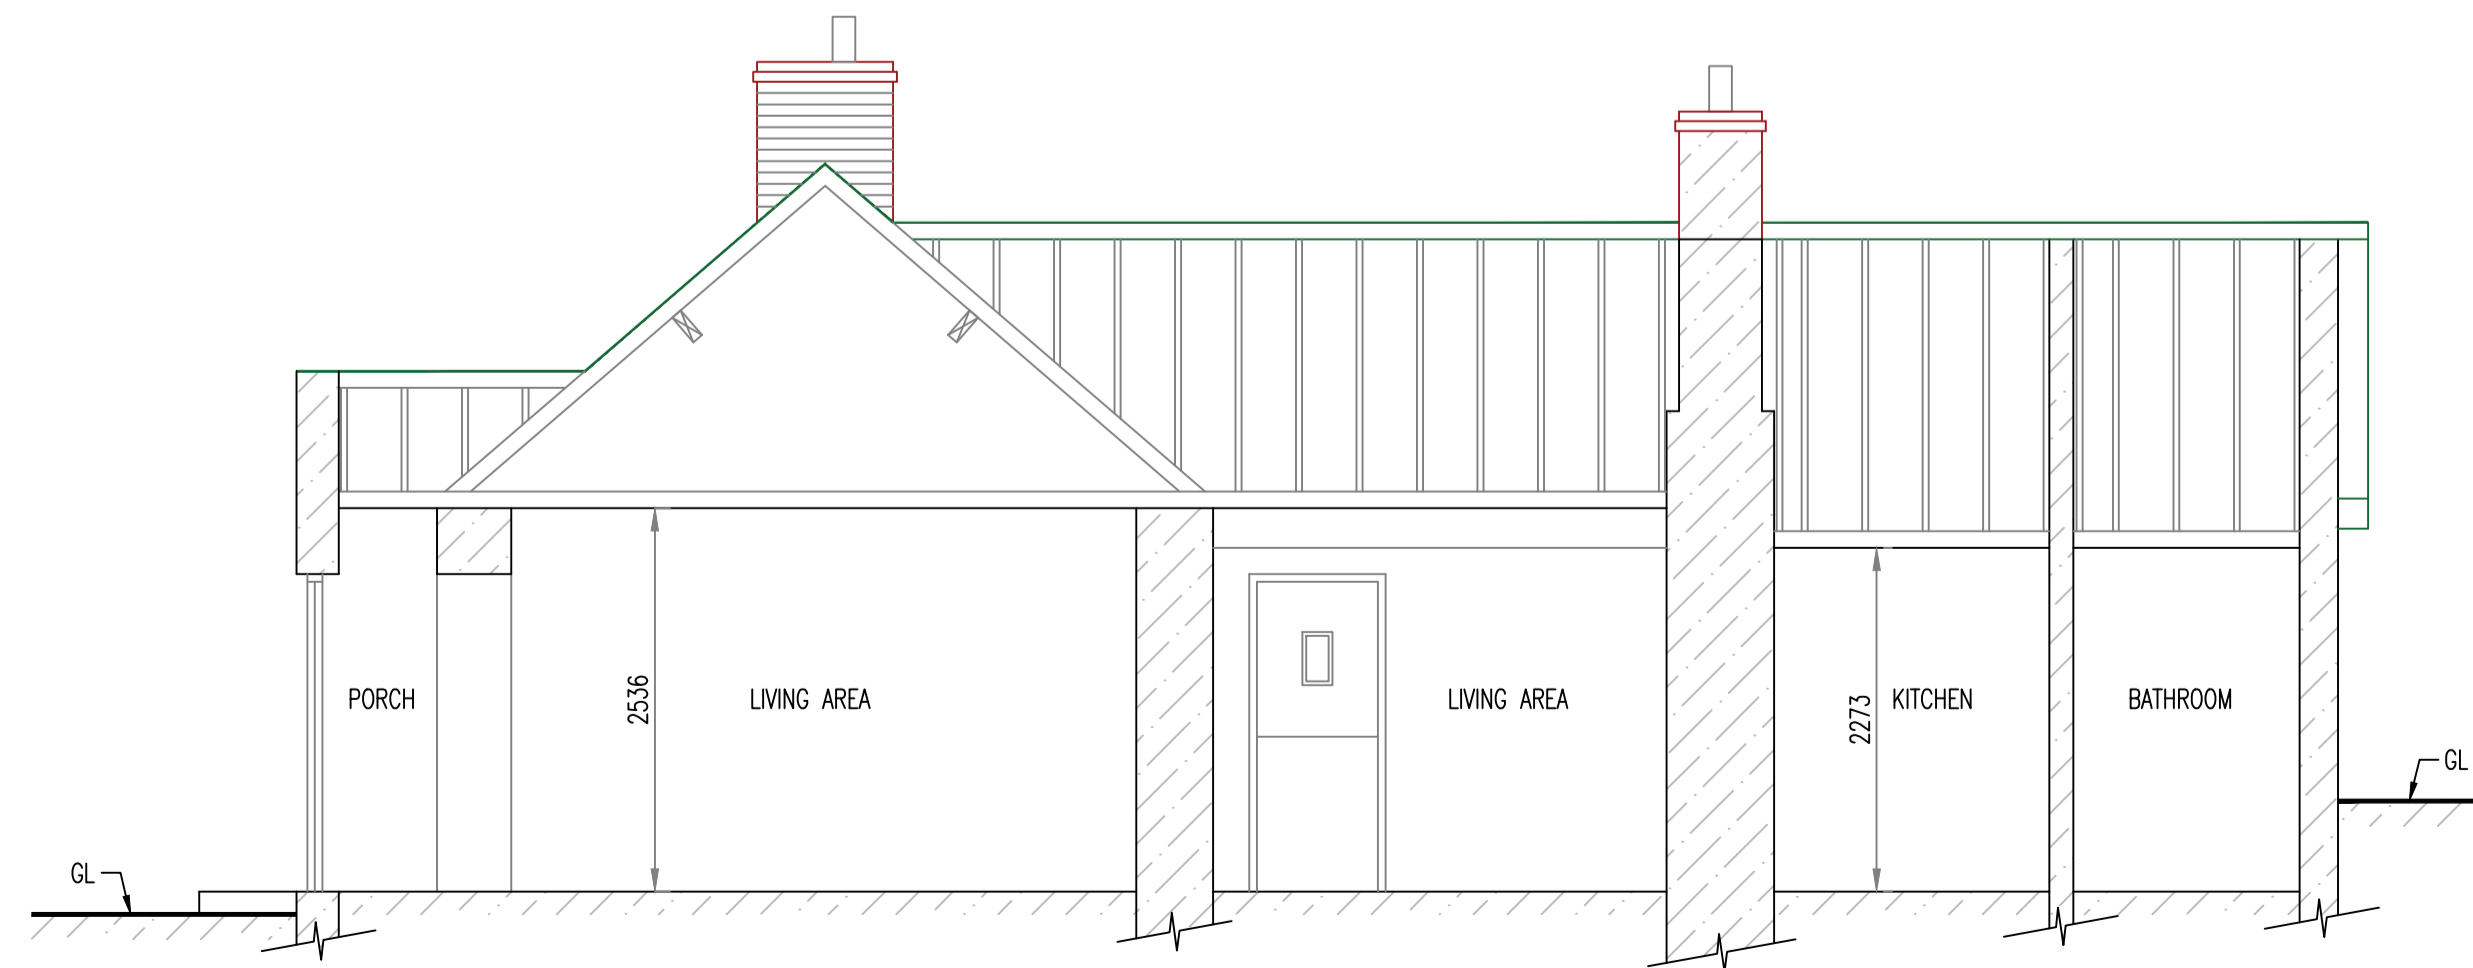 PORCH
2536
LIVING AREA
LIVING AREA
2273
KITCHEN
BATHROOM
GL
GL